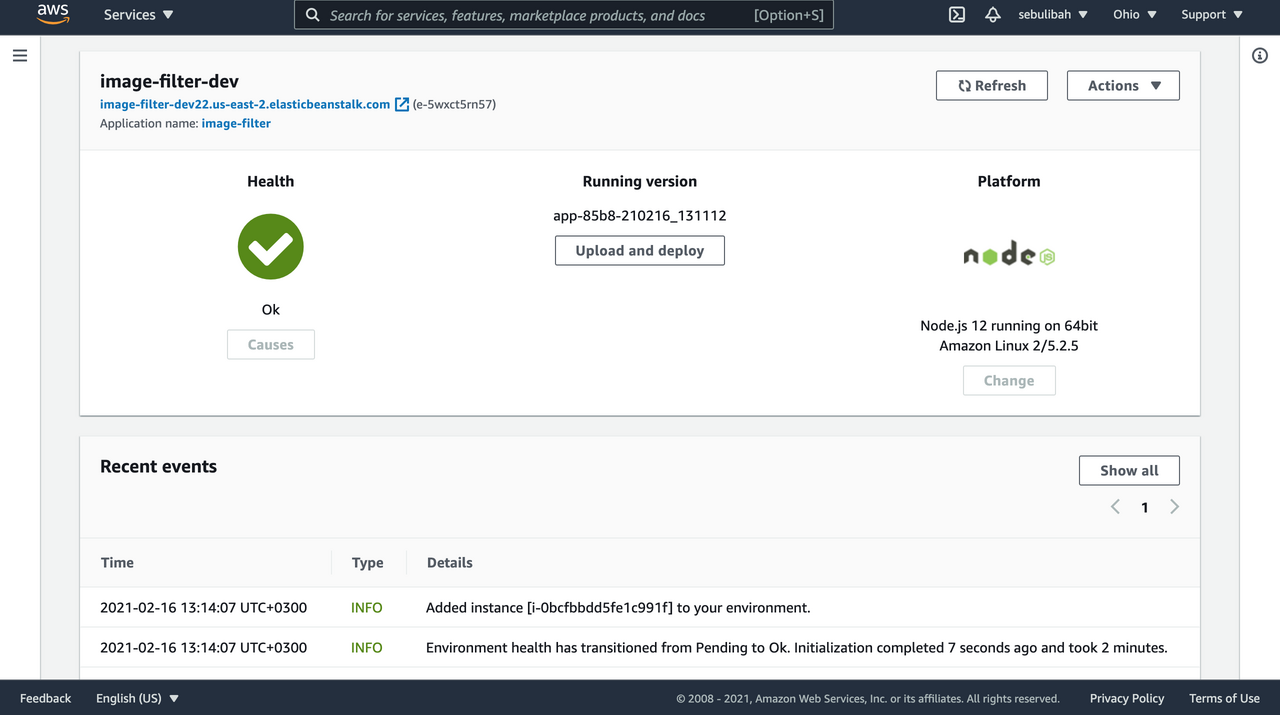 aws
Services
Search for services, features, marketplace products, and docs [Option+S]
sebulibah
Ohio
Support
image-filter-dev
image-filter-dev22.us-east-2.elasticbeanstalk.com (e-5wxct5rn57)
Application name: image-filter
Refresh
Actions
Health
Ok
Causes
Running version
app-85b8-210216_131112
Upload and deploy
Platform
node JS
Node.js 12 running on 64bit
Amazon Linux 2/5.2.5
Change
Recent events
Show all
1
Time Type Details
2021-02-16 13:14:07 UTC+0300 INFO Added instance [i-0bcfbbdd5fe1c991f] to your environment.
2021-02-16 13:14:07 UTC+0300 INFO Environment health has transitioned from Pending to Ok. Initialization completed 7 seconds ago and took 2 minutes.
Feedback
English (US)
© 2008 - 2021, Amazon Web Services, Inc. or its affiliates. All rights reserved.
Privacy Policy
Terms of Use